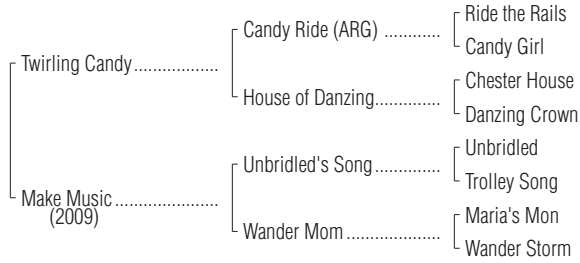 Ride the Rails
Candy Ride (ARG) ............
Candy Girl
Twirling Candy..................
Chester House
House of Danzing..............
Danzing Crown
Unbridled
Unbridled's Song..............
Trolley Song
Make Music......................
(2009)
Maria's Mon
Wander Mom....................
Wander Storm